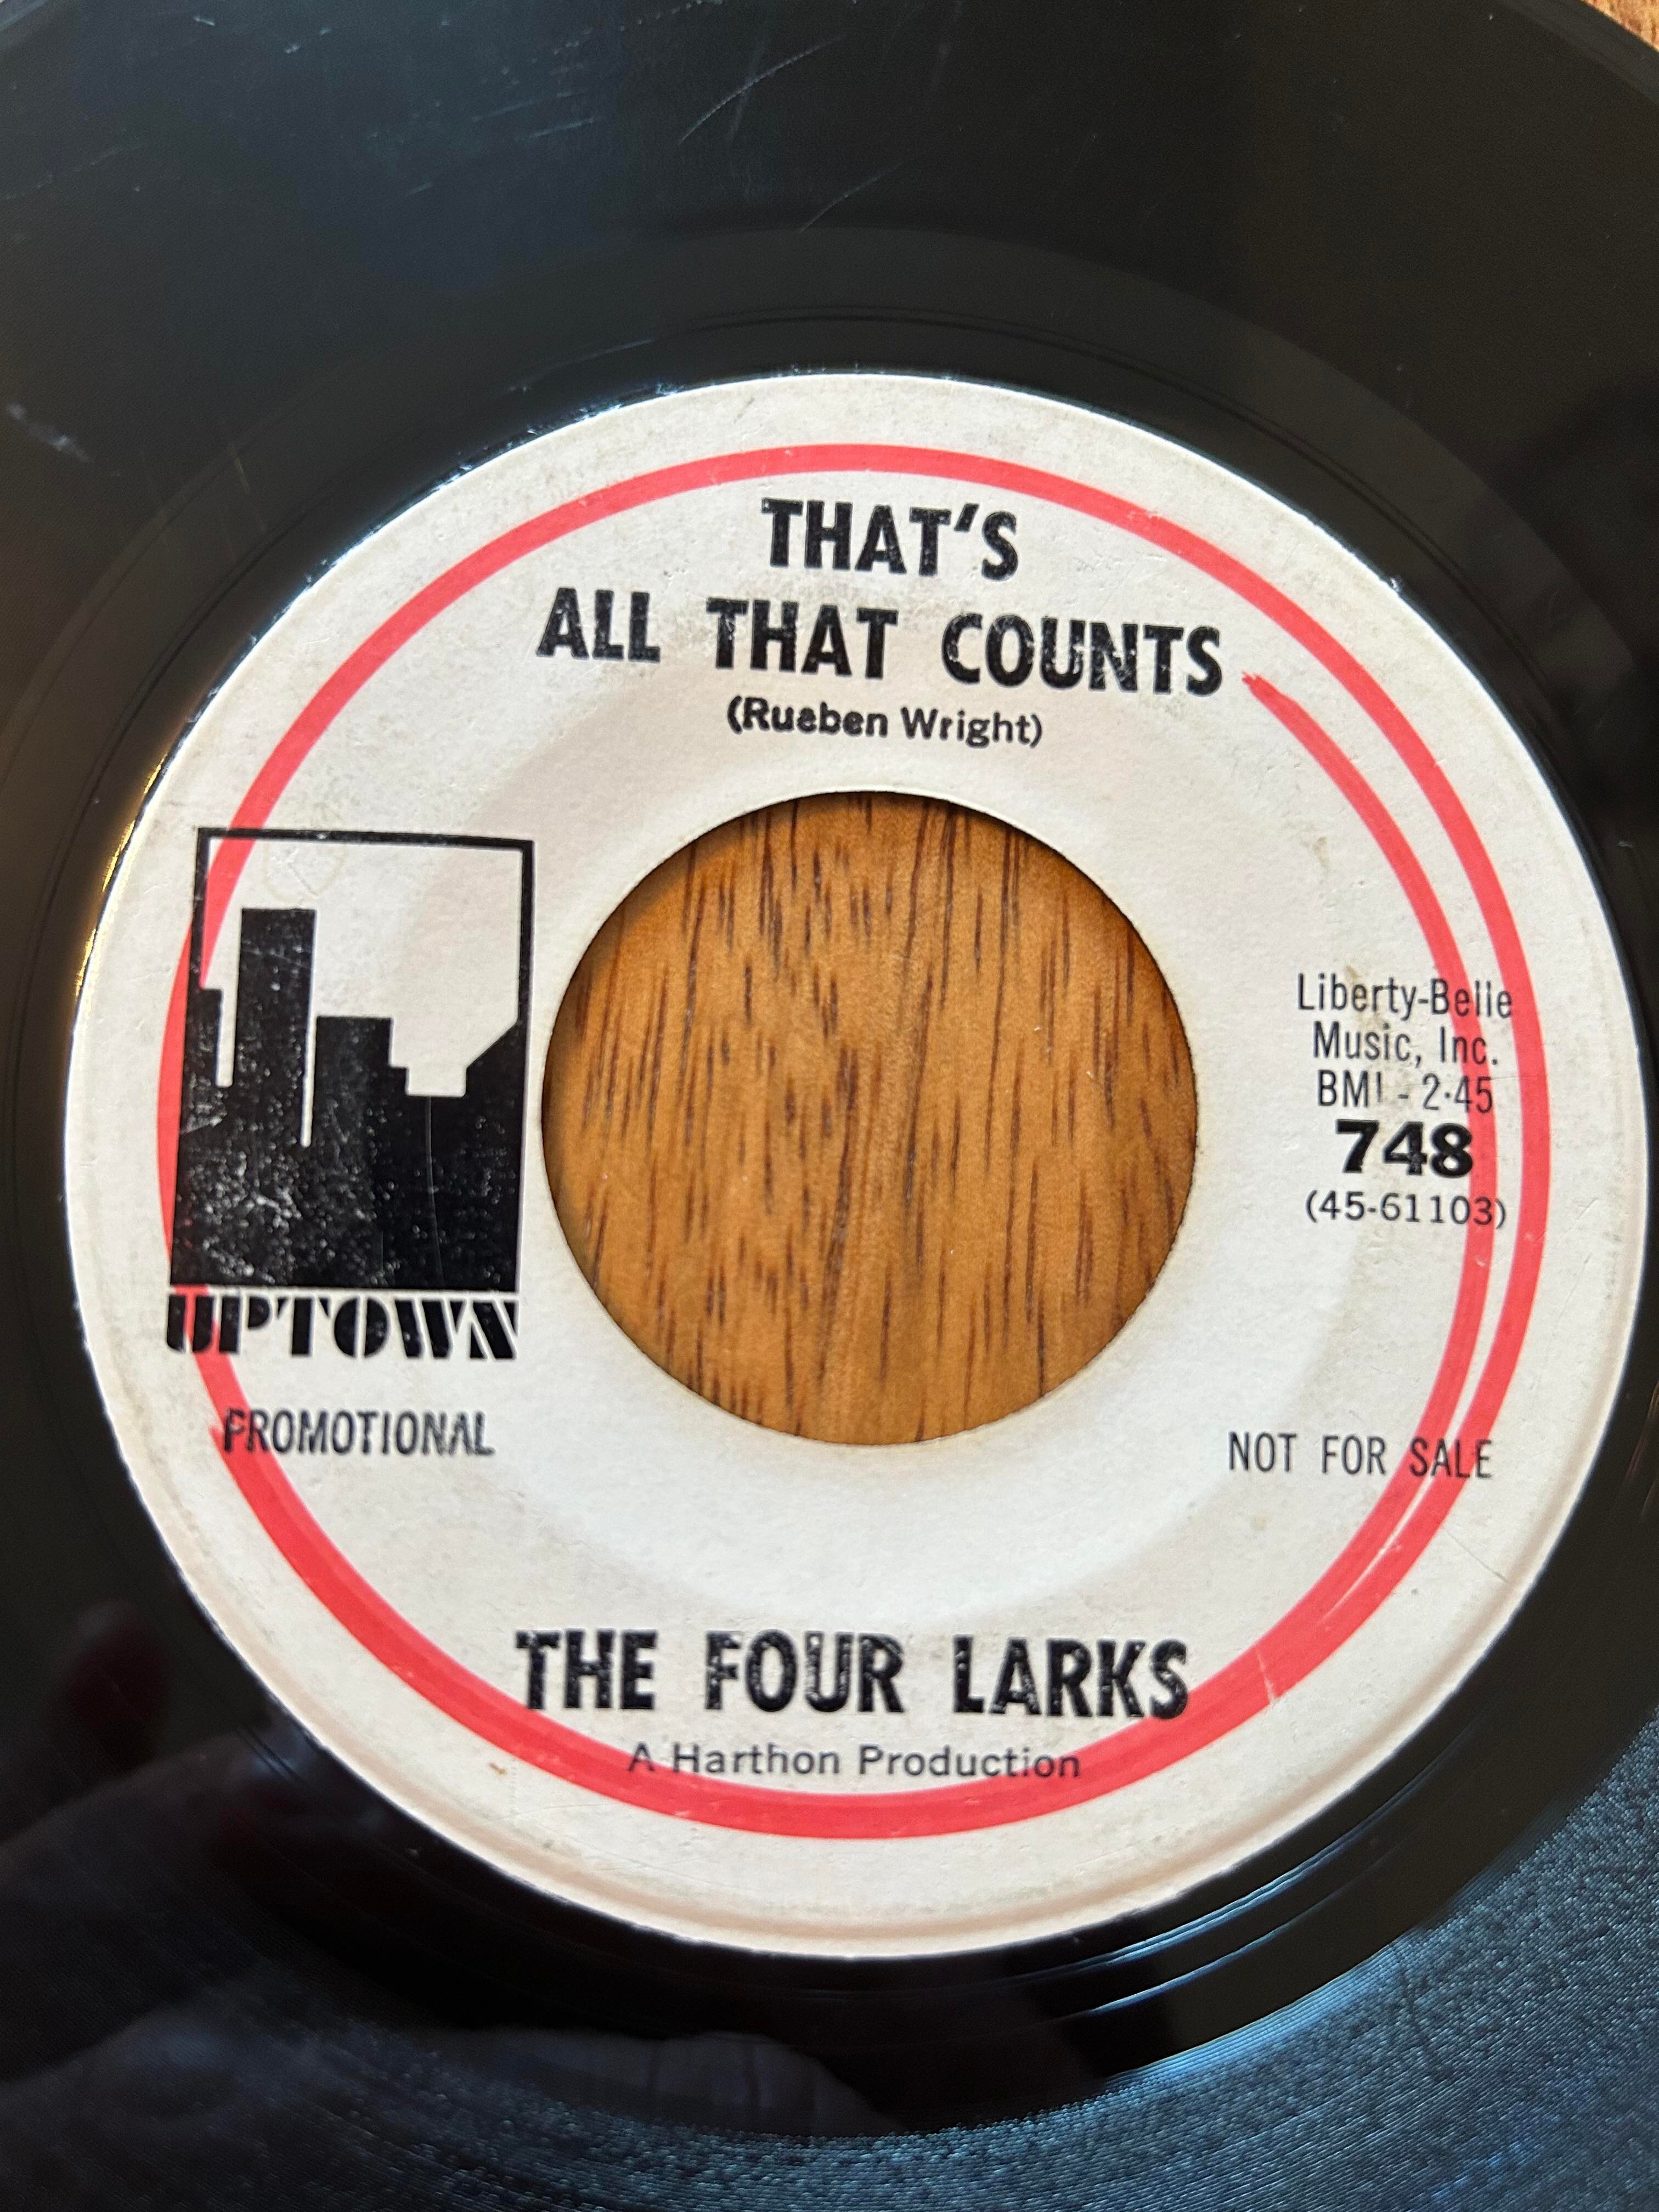 THAT'S
ALL THAT COUNTS
(Rueben Wright)
UPTOWN
PROMOTIONAL
Liberty-Belle
Music, Inc.
BMI - 2·45
748
(45-61103)
NOT FOR SALE
THE FOUR LARKS
A Harthon Production